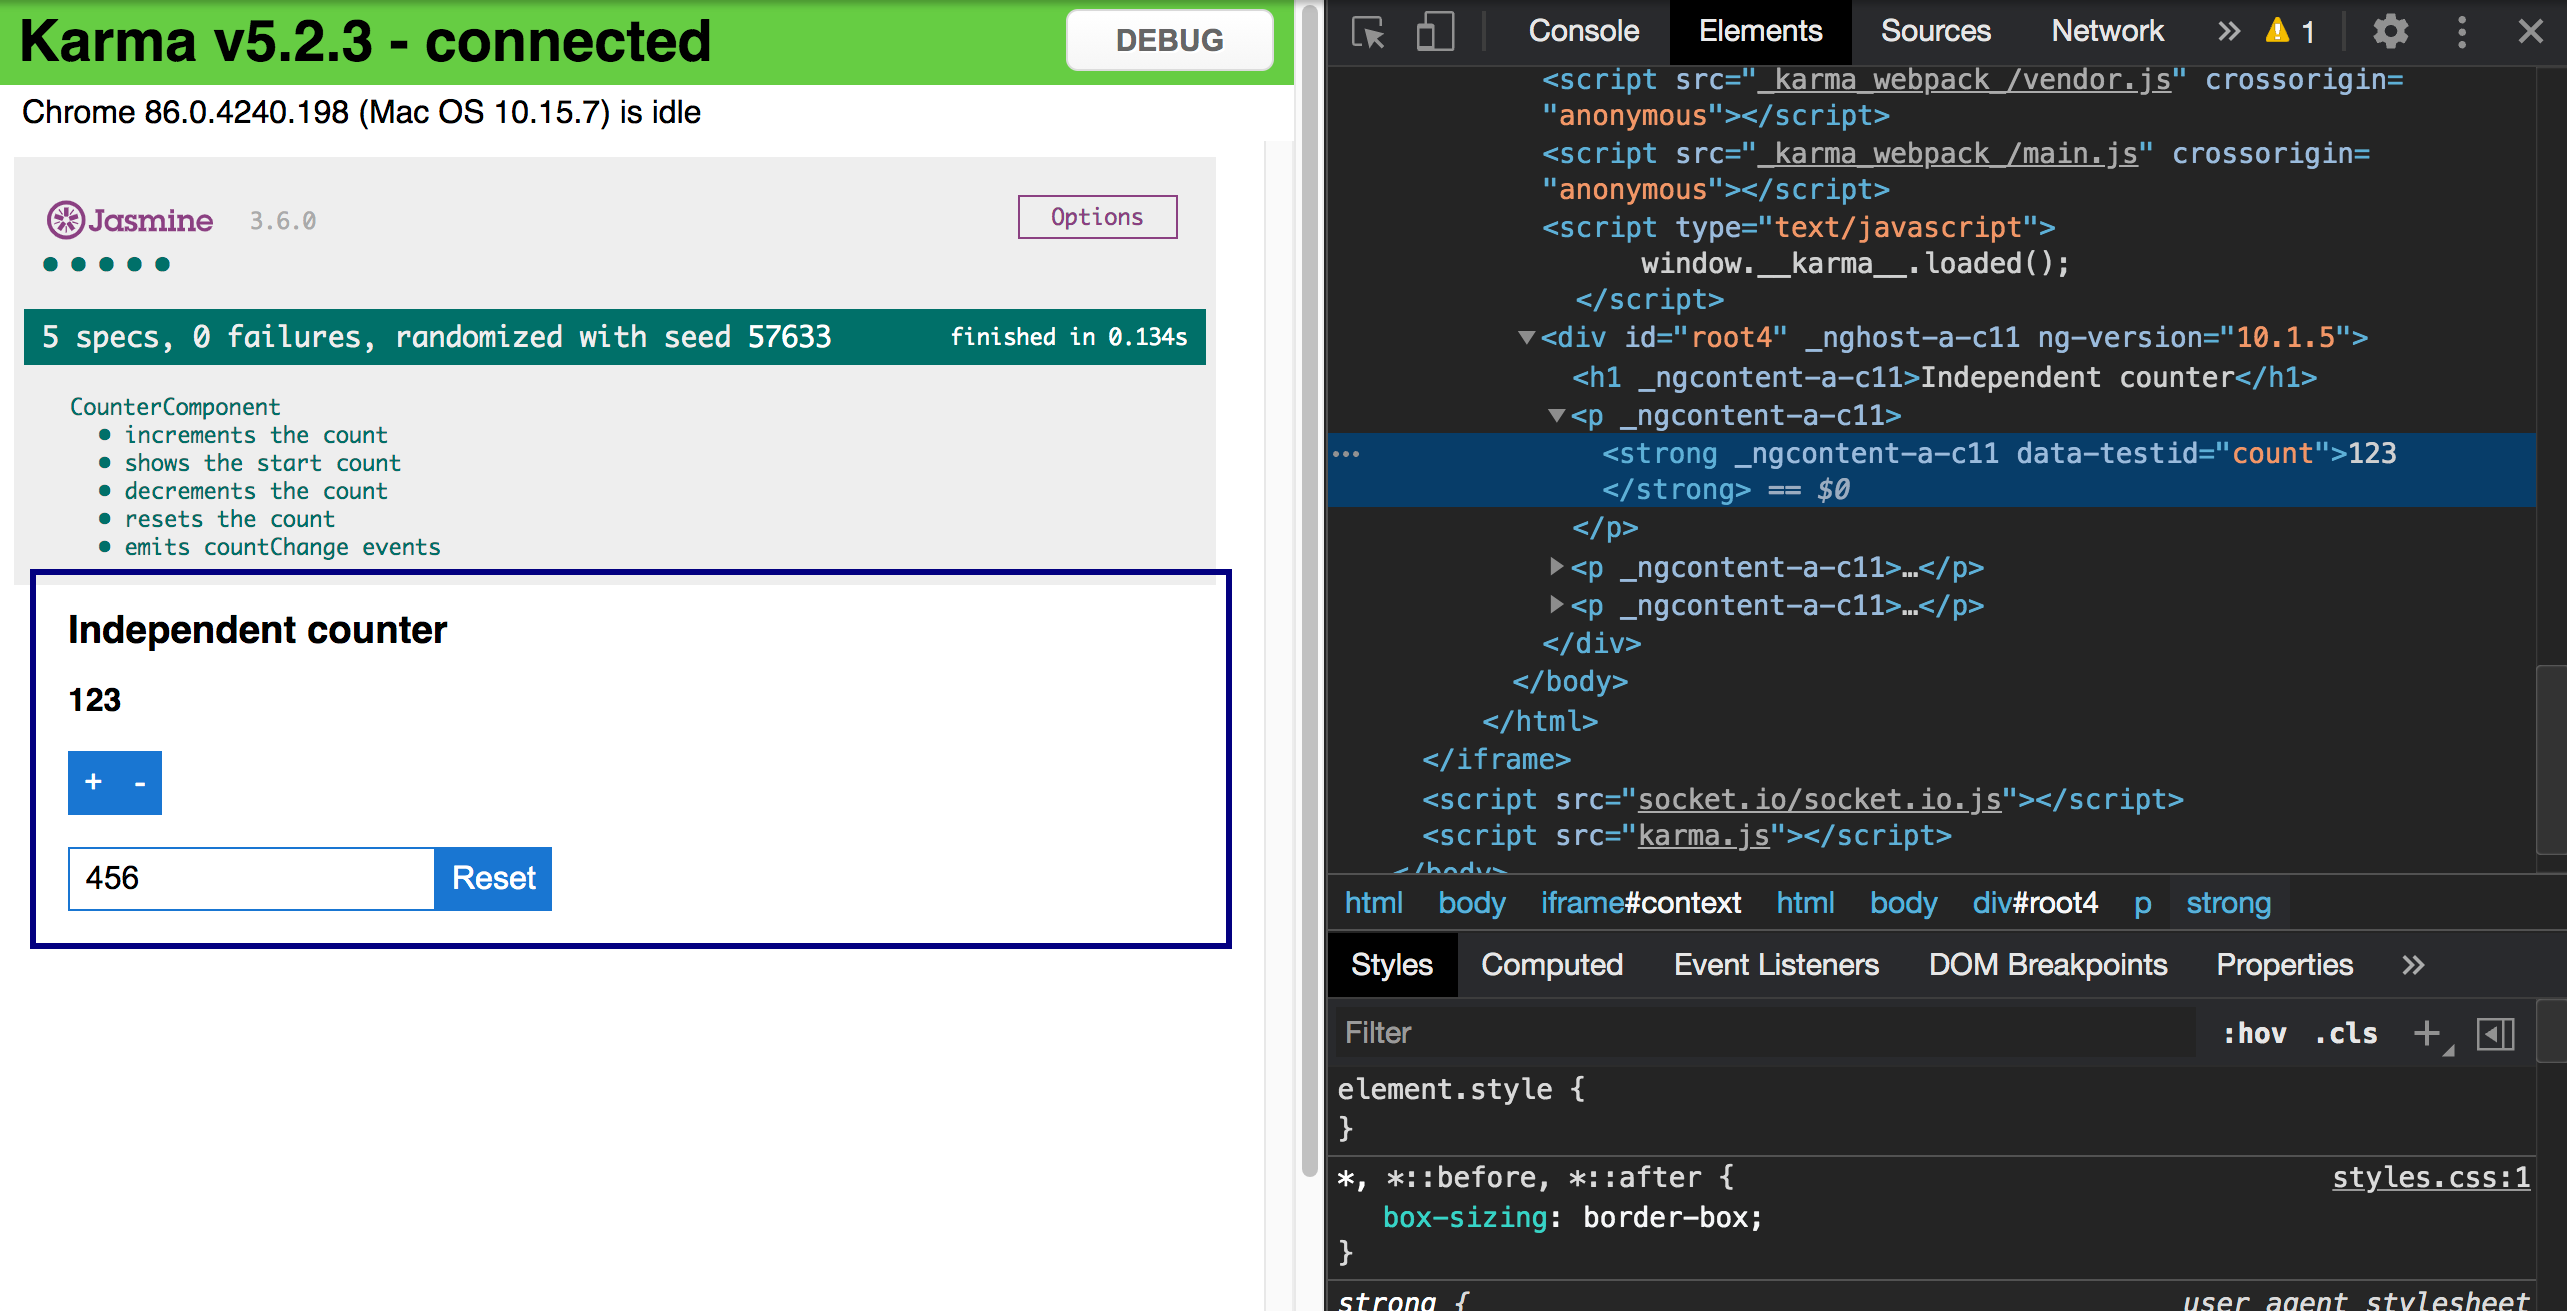 Karma v5.2.3 - connected
DEBUG
Chrome 86.0.4240.198 (Mac OS 10.15.7) is idle
Jasmine 3.6.0
Options
5 specs, 0 failures, randomized with seed 57633
finished in 0.134s
CounterComponent
• increments the count
• shows the start count
• decrements the count
• resets the count
• emits countChange events
Independent counter
123
+ -
456
Reset
Console Elements Sources Network » 1
<script src="_karma_webpack_/vendor.js" crossorigin=
"anonymous"></script>
<script src="_karma_webpack_/main.js" crossorigin=
"anonymous"></script>
<script type="text/javascript">
window.__karma__.loaded();
</script>
<div id="root4" _nghost-a-c11 ng-version="10.1.5">
<h1 _ngcontent-a-c11>Independent counter</h1>
<p _ngcontent-a-c11>
<strong _ngcontent-a-c11 data-testid="count">123
</strong> == $0
</p>
<p _ngcontent-a-c11>…</p>
<p _ngcontent-a-c11>…</p>
</div>
</body>
</html>
</iframe>
<script src="socket.io/socket.io.js"></script>
<script src="karma.js"></script>
</body>
html body iframe#context html body div#root4 p strong
Styles Computed Event Listeners DOM Breakpoints Properties »
Filter
:hov .cls +
element.style {
}
*, *::before, *::after {
styles.css:1
box-sizing: border-box;
}
strong {
user agent stylesheet